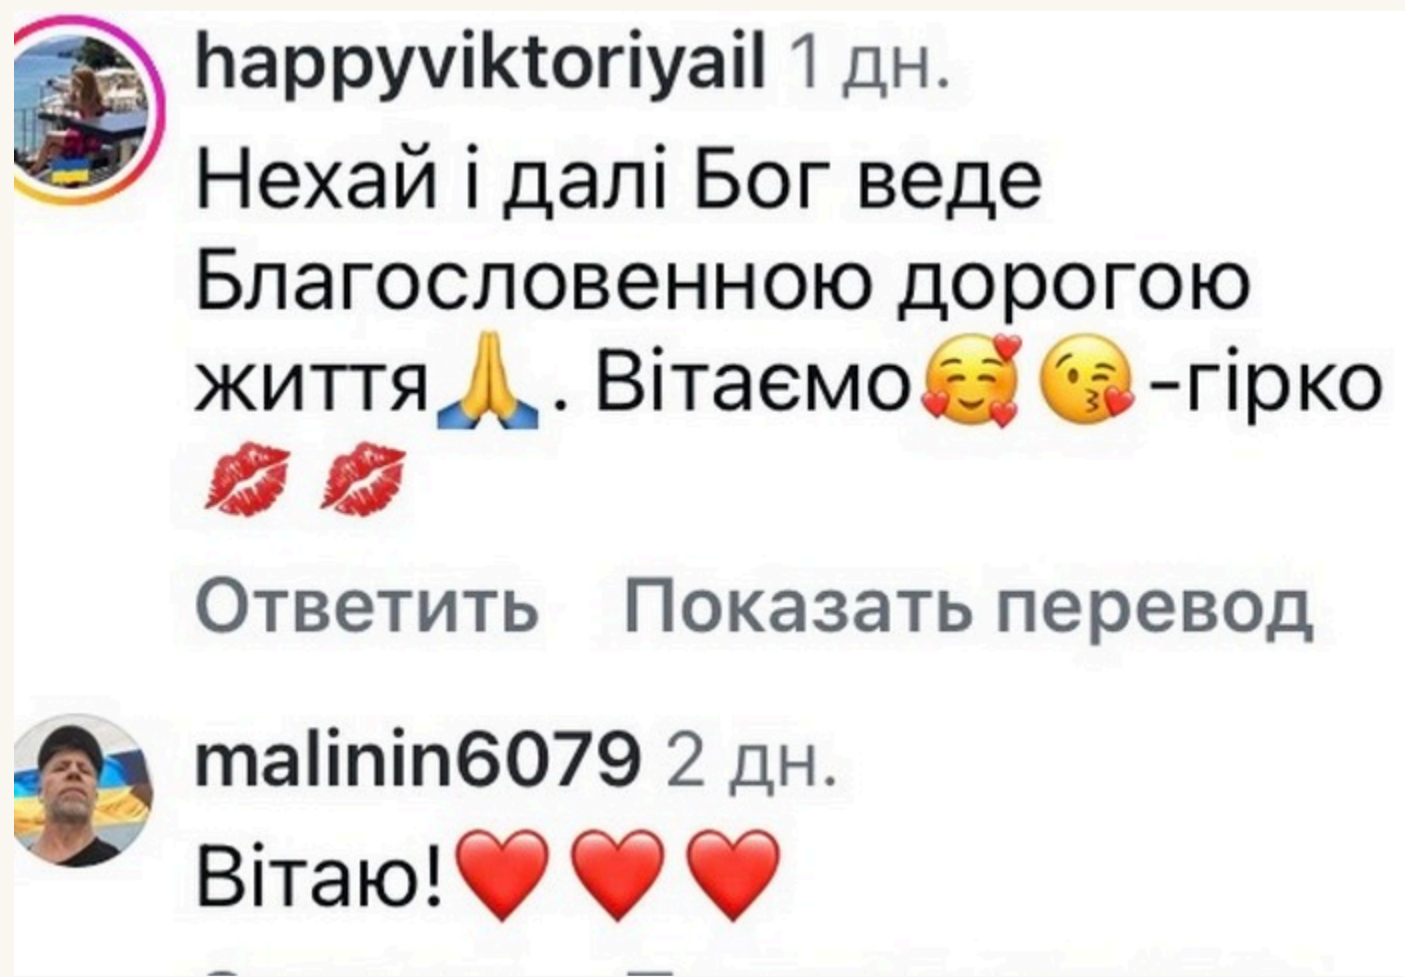 happyviktoriyail 1 дн.
Нехай і далі Бог веде
Благословенною дорогою
життя🙏. Вітаємо🥰😘-гірко
💋💋
Ответить Показать перевод
malinin6079 2 дн.
Вітаю!❤️❤️❤️